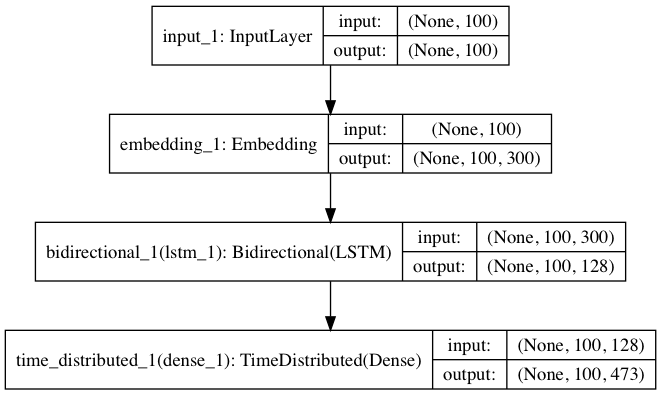 input_1: InputLayer
input: (None, 100)
output: (None, 100)
embedding_1: Embedding
input: (None, 100)
output: (None, 100, 300)
bidirectional_1(lstm_1): Bidirectional(LSTM)
input: (None, 100, 300)
output: (None, 100, 128)
time_distributed_1(dense_1): TimeDistributed(Dense)
input: (None, 100, 128)
output: (None, 100, 473)